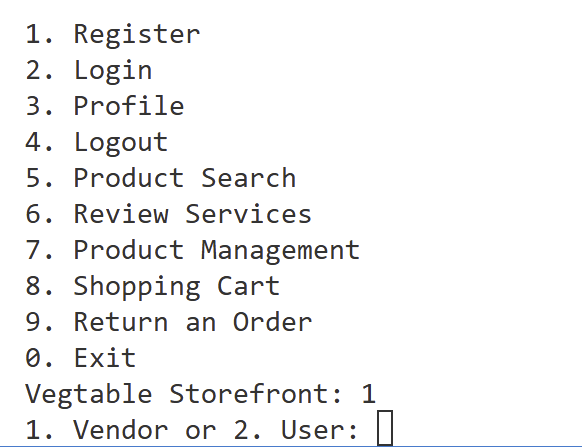 1. Register
2. Login
3. Profile
4. Logout
5. Product Search
6. Review Services
7. Product Management
8. Shopping Cart
9. Return an Order
0. Exit
Vegtable Storefront: 1
1. Vendor or 2. User: